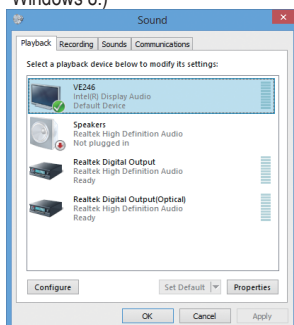 Windows 8.)
Sound
Playback Recording Sounds Communications
Select a playback device below to modify its settings:
VE246
Intel(R) Display Audio
Default Device
Speakers
Realtek High Definition Audio
Not plugged in
Realtek Digital Output
Realtek High Definition Audio
Ready
Realtek Digital Output(Optical)
Realtek High Definition Audio
Ready
Configure Set Default Properties
OK Cancel Apply